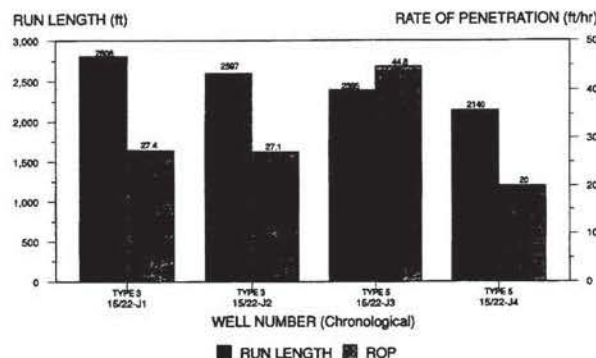 RUN LENGTH (ft)
RATE OF PENETRATION (ft/hr)
3,000
2,500
2,000
1,500
1,000
500
0
50
40
30
20
10
0
27.4
2597
27.1
44.8
2140
20
TYPE 3
15/22-J1
TYPE 3
15/22-J2
TYPE 5
15/22-J3
TYPE 5
15/22-J4
WELL NUMBER (Chronological)
RUN LENGTH
ROP